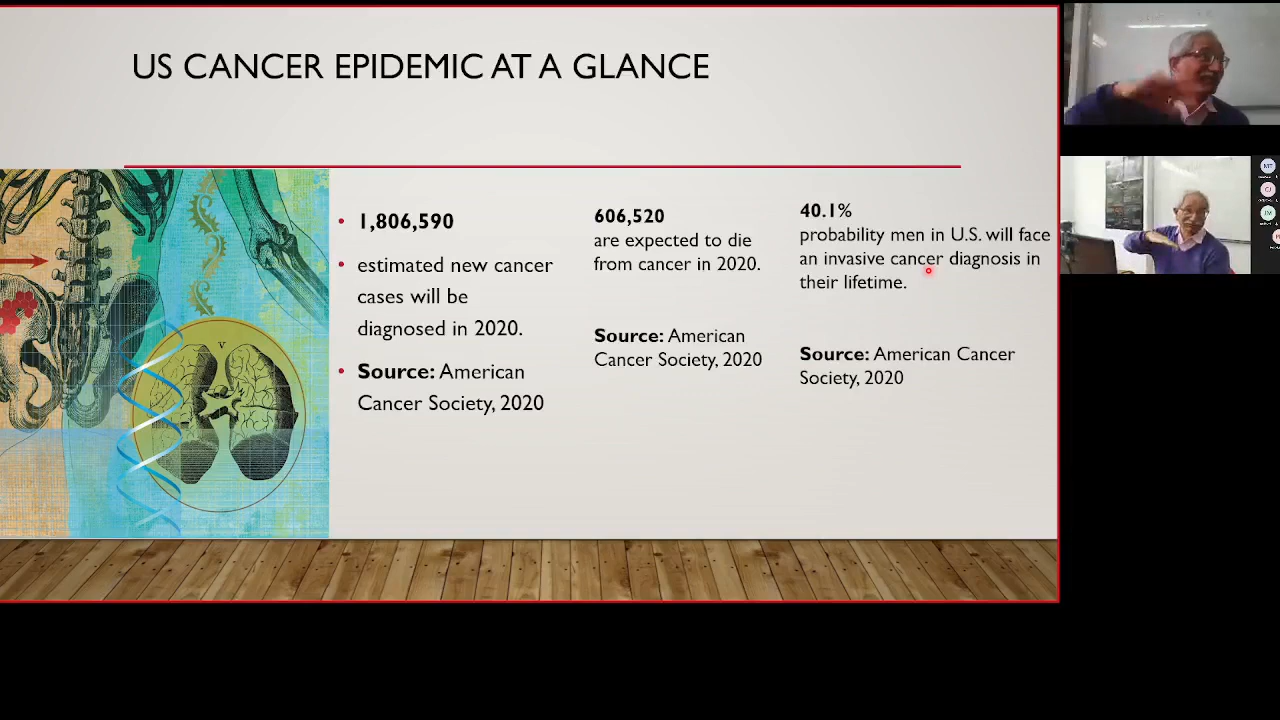 US CANCER EPIDEMIC AT A GLANCE
• 1,806,590
• estimated new cancer
cases will be
diagnosed in 2020.
• Source: American
Cancer Society, 2020
606,520
are expected to die
from cancer in 2020.
Source: American
Cancer Society, 2020
40.1%
probability men in U.S. will face
an invasive cancer diagnosis in
their lifetime.
Source: American Cancer
Society, 2020
V
MT
CJ